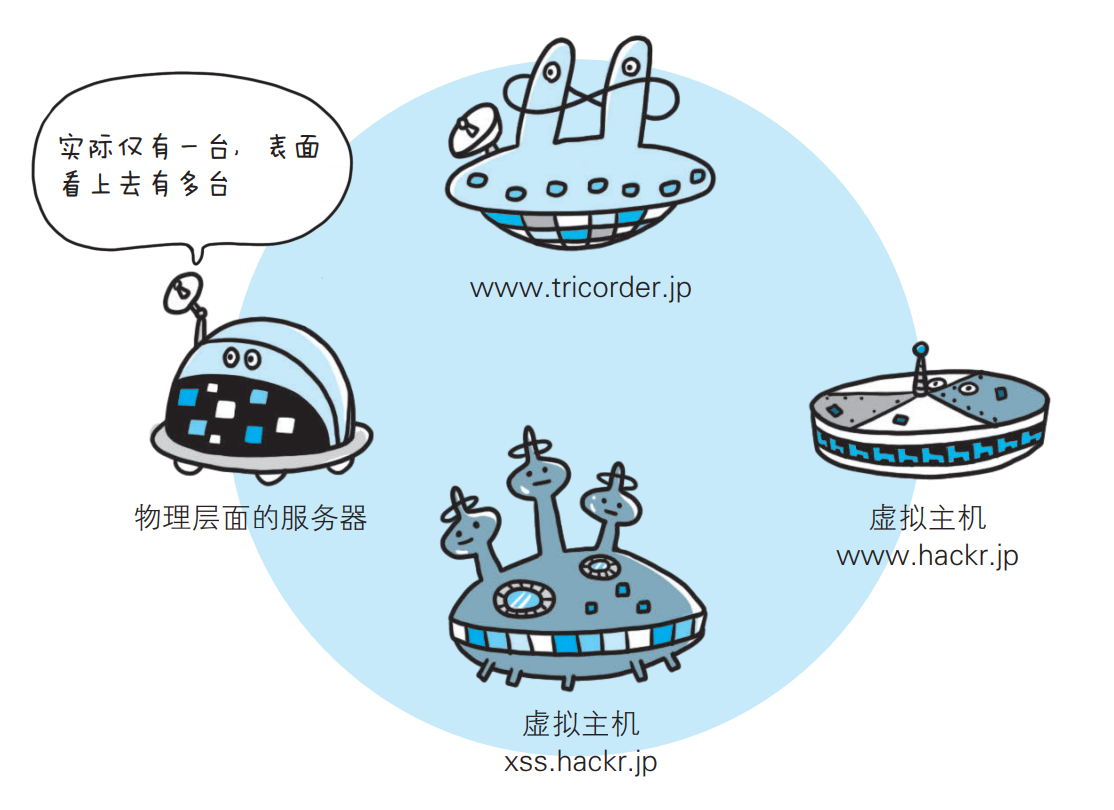 实际仅有一台，表面
看上去有多台
www.tricorder.jp
物理层面的服务器
虚拟主机
www.hackr.jp
虚拟主机
xss.hackr.jp